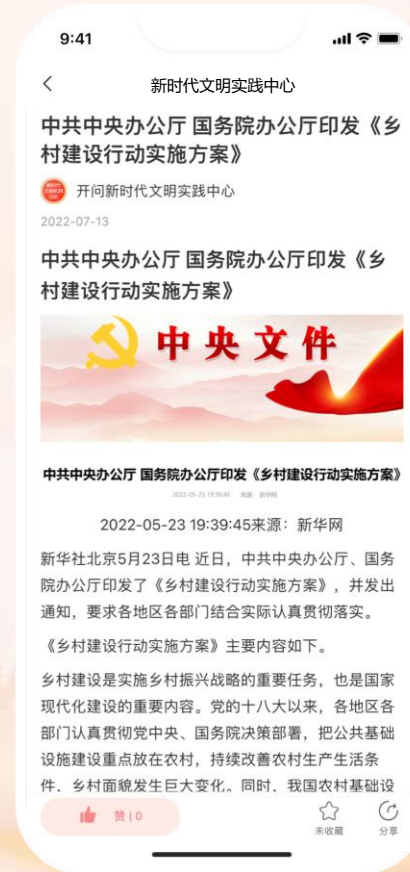 9:41
新时代文明实践中心
中共中央办公厅 国务院办公厅印发《乡
村建设行动实施方案》
开问新时代文明实践中心
2022-07-13
中共中央办公厅 国务院办公厅印发《乡
村建设行动实施方案》
中央文件
中共中央办公厅 国务院办公厅印发《乡村建设行动实施方案》
2022-05-23 19:39:45 来源: 新华网
2022-05-23 19:39:45来源：新华网
新华社北京5月23日电 近日，中共中央办公厅、国务
院办公厅印发了《乡村建设行动实施方案》，并发出
通知，要求各地区各部门结合实际认真贯彻落实。
《乡村建设行动实施方案》主要内容如下。
乡村建设是实施乡村振兴战略的重要任务，也是国家
现代化建设的重要内容。党的十八大以来，各地区各
部门认真贯彻党中央、国务院决策部署，把公共基础
设施建设重点放在农村，持续改善农村生产生活条
件，乡村面貌发生巨大变化。同时，我国农村基础设
赞|0
未收藏
分享